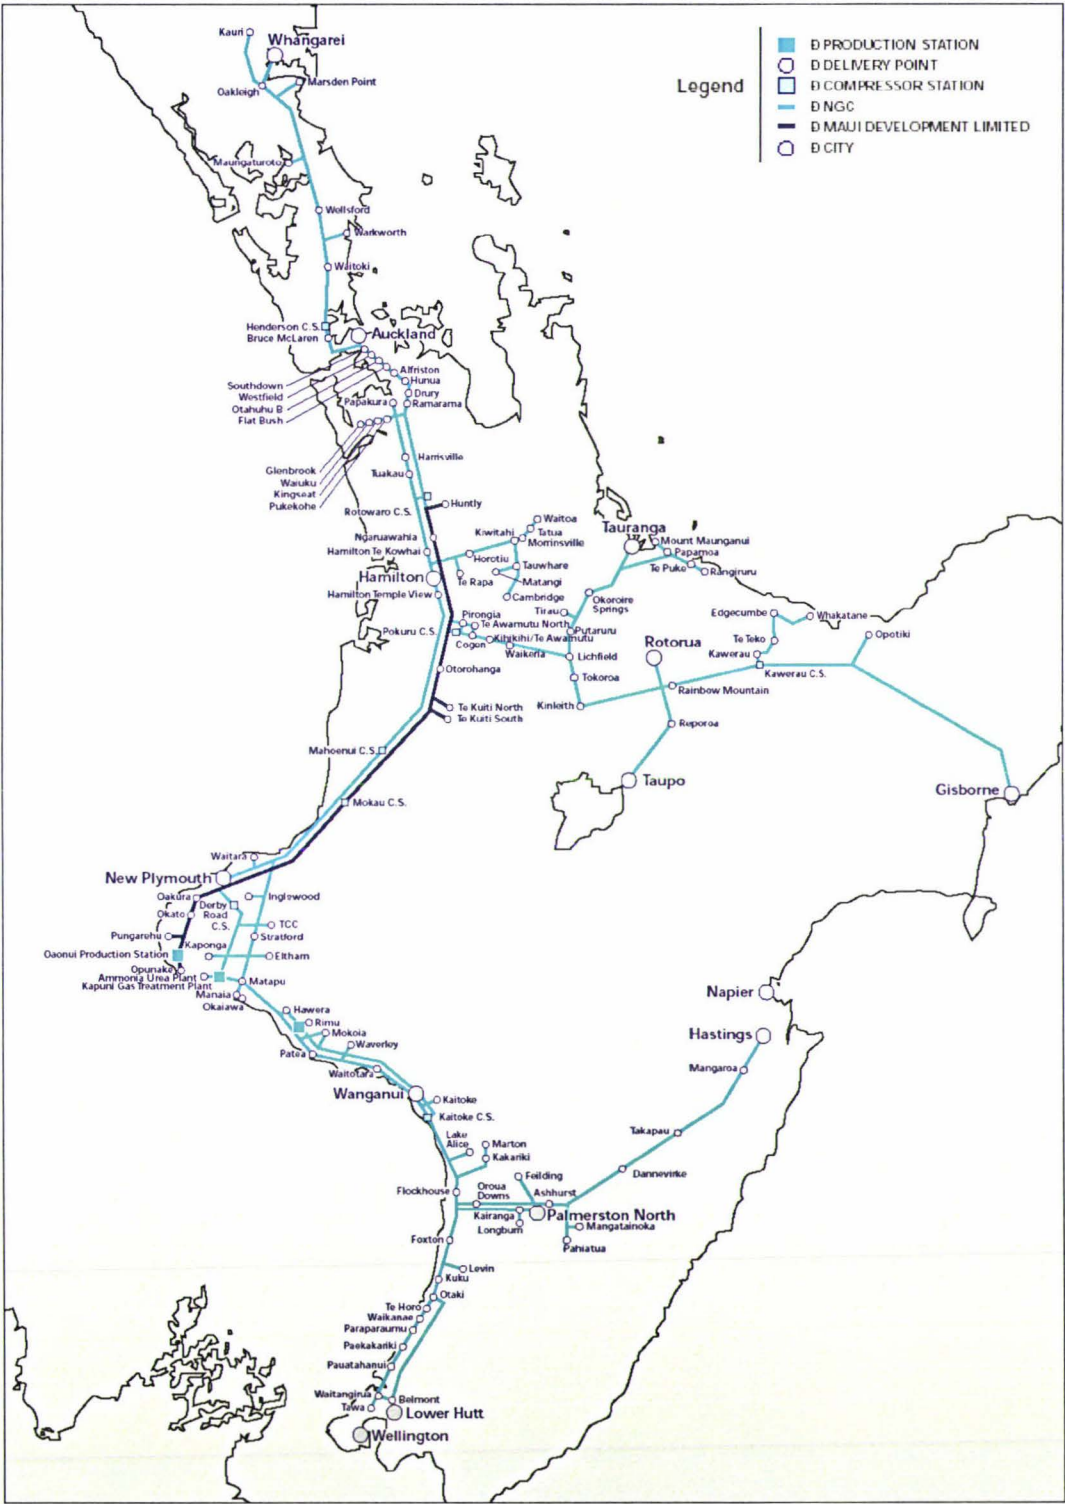 Kauri
Whangarei
Oakleigh
Marsden Point
Legend
Ð PRODUCTION STATION
Ð DELIVERY POINT
Ð COMPRESSOR STATION
Ð NGC
Ð MAUI DEVELOPMENT LIMITED
Ð CITY
Maungaturoto
Wellsford
Warkworth
Waitoki
Henderson C.S.
Bruce McLaren
Auckland
Alfriston
Hunua
Drury
Ramarama
Southdown
Westfield
Otahuhu B
Flat Bush
Papakura
Glenbrook
Waiuku
Kingseat
Pukekohe
Harrisville
Tuakau
Rotowaro C.S.
Huntly
Ngaruawahia
Hamilton Te Kowhai
Hamilton
Hamilton Temple View
Waitoa
Tatua
Kiwitahi
Morrinsville
Horotiu
Tauwhare
Te Rapa
Matangi
Cambridge
Tauranga
Mount Maunganui
Papamoa
Te Puke
Rangiruru
Okoroire
Springs
Tirau
Putaruru
Pokuru C.S.
Pirongia
Te Awamutu North
Kihikihi/Te Awamutu
Cogen
Waikeria
Lichfield
Tokoroa
Kinleith
Rotorua
Rainbow Mountain
Reporoa
Taupo
Edgecumbe
Whakatane
Te Teko
Kawerau
Kawerau C.S.
Opotiki
Gisborne
Otorohanga
Te Kuiti North
Te Kuiti South
Mahoenui C.S.
Mokau C.S.
Waitara
New Plymouth
Oakura
Okato
Derby
Road
C.S.
Inglewood
TCC
Stratford
Pungarehu
Kaponga
Oaonui Production Station
Eltham
Opunake
Ammonia Urea Plant
Kapuni Gas Treatment Plant
Matapu
Manaia
Okaiawa
Hawera
Rimu
Mokoia
Waverley
Patea
Waitotara
Wanganui
Kaitoke
Kaitoke C.S.
Napier
Hastings
Mangaroa
Takapau
Dannevirke
Lake
Alice
Marton
Kakariki
Feilding
Flockhouse
Oroua
Downs
Ashhurst
Kairanga
Longburn
Palmerston North
Mangatainoka
Pahiatua
Foxton
Levin
Kuku
Otaki
Te Horo
Waikanae
Paraparaumu
Paekakariki
Pauatahanui
Waitangirua
Tawa
Belmont
Lower Hutt
Wellington